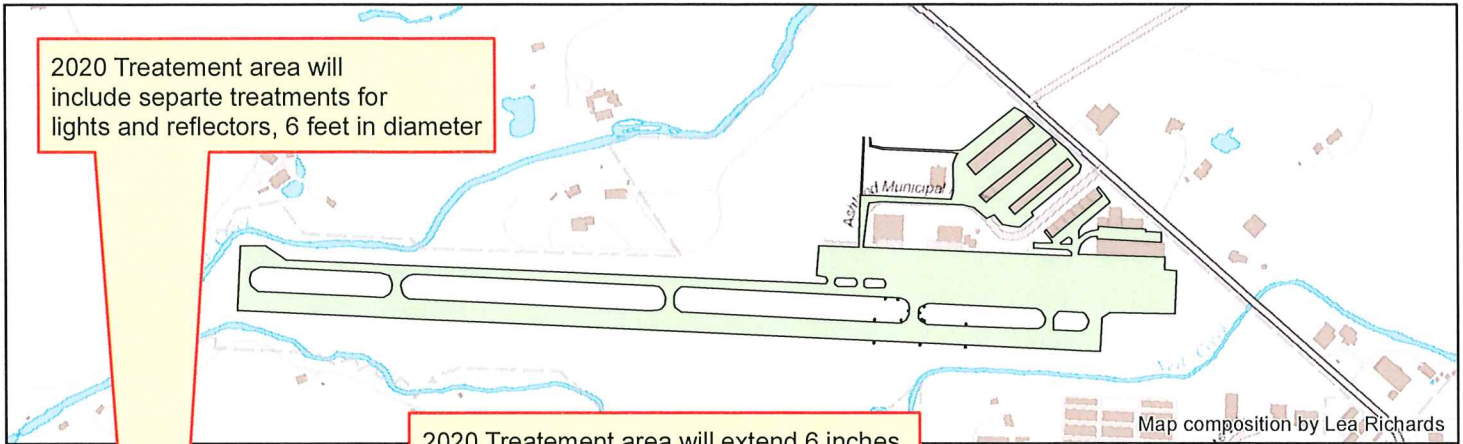 2020 Treatement area will
include separte treatments for
lights and reflectors, 6 feet in diameter
Municipal
2020 Treatement area will extend 6 inches
Map composition by Lea Richards